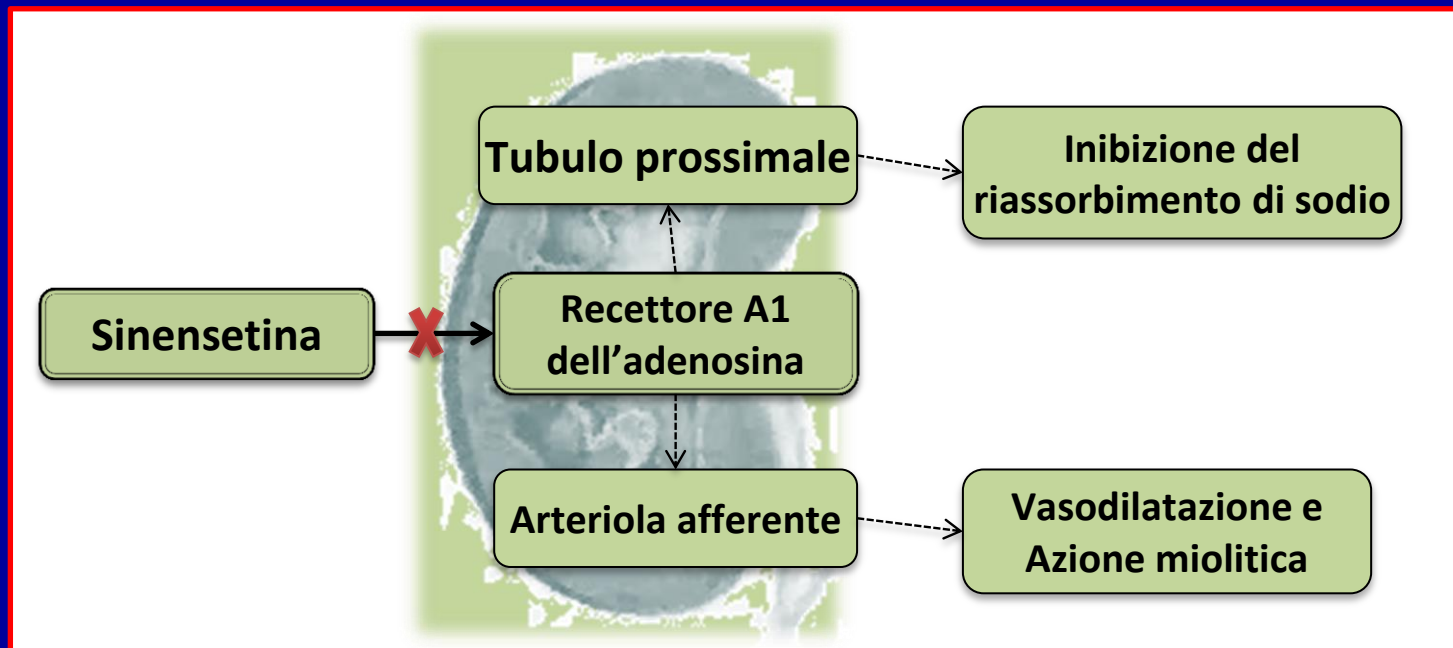 Tubulo prossimale
Inibizione del
riassorbimento di sodio
Sinensetina
Recettore A1
dell’adenosina
Arteriola afferente
Vasodilatazione e
Azione miolitica